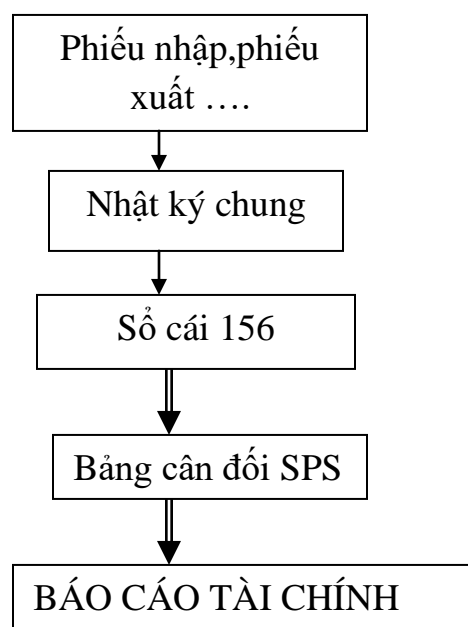 Phiếu nhập,phiếu
xuất ….
Nhật ký chung
Sổ cái 156
Bảng cân đối SPS
BÁO CÁO TÀI CHÍNH